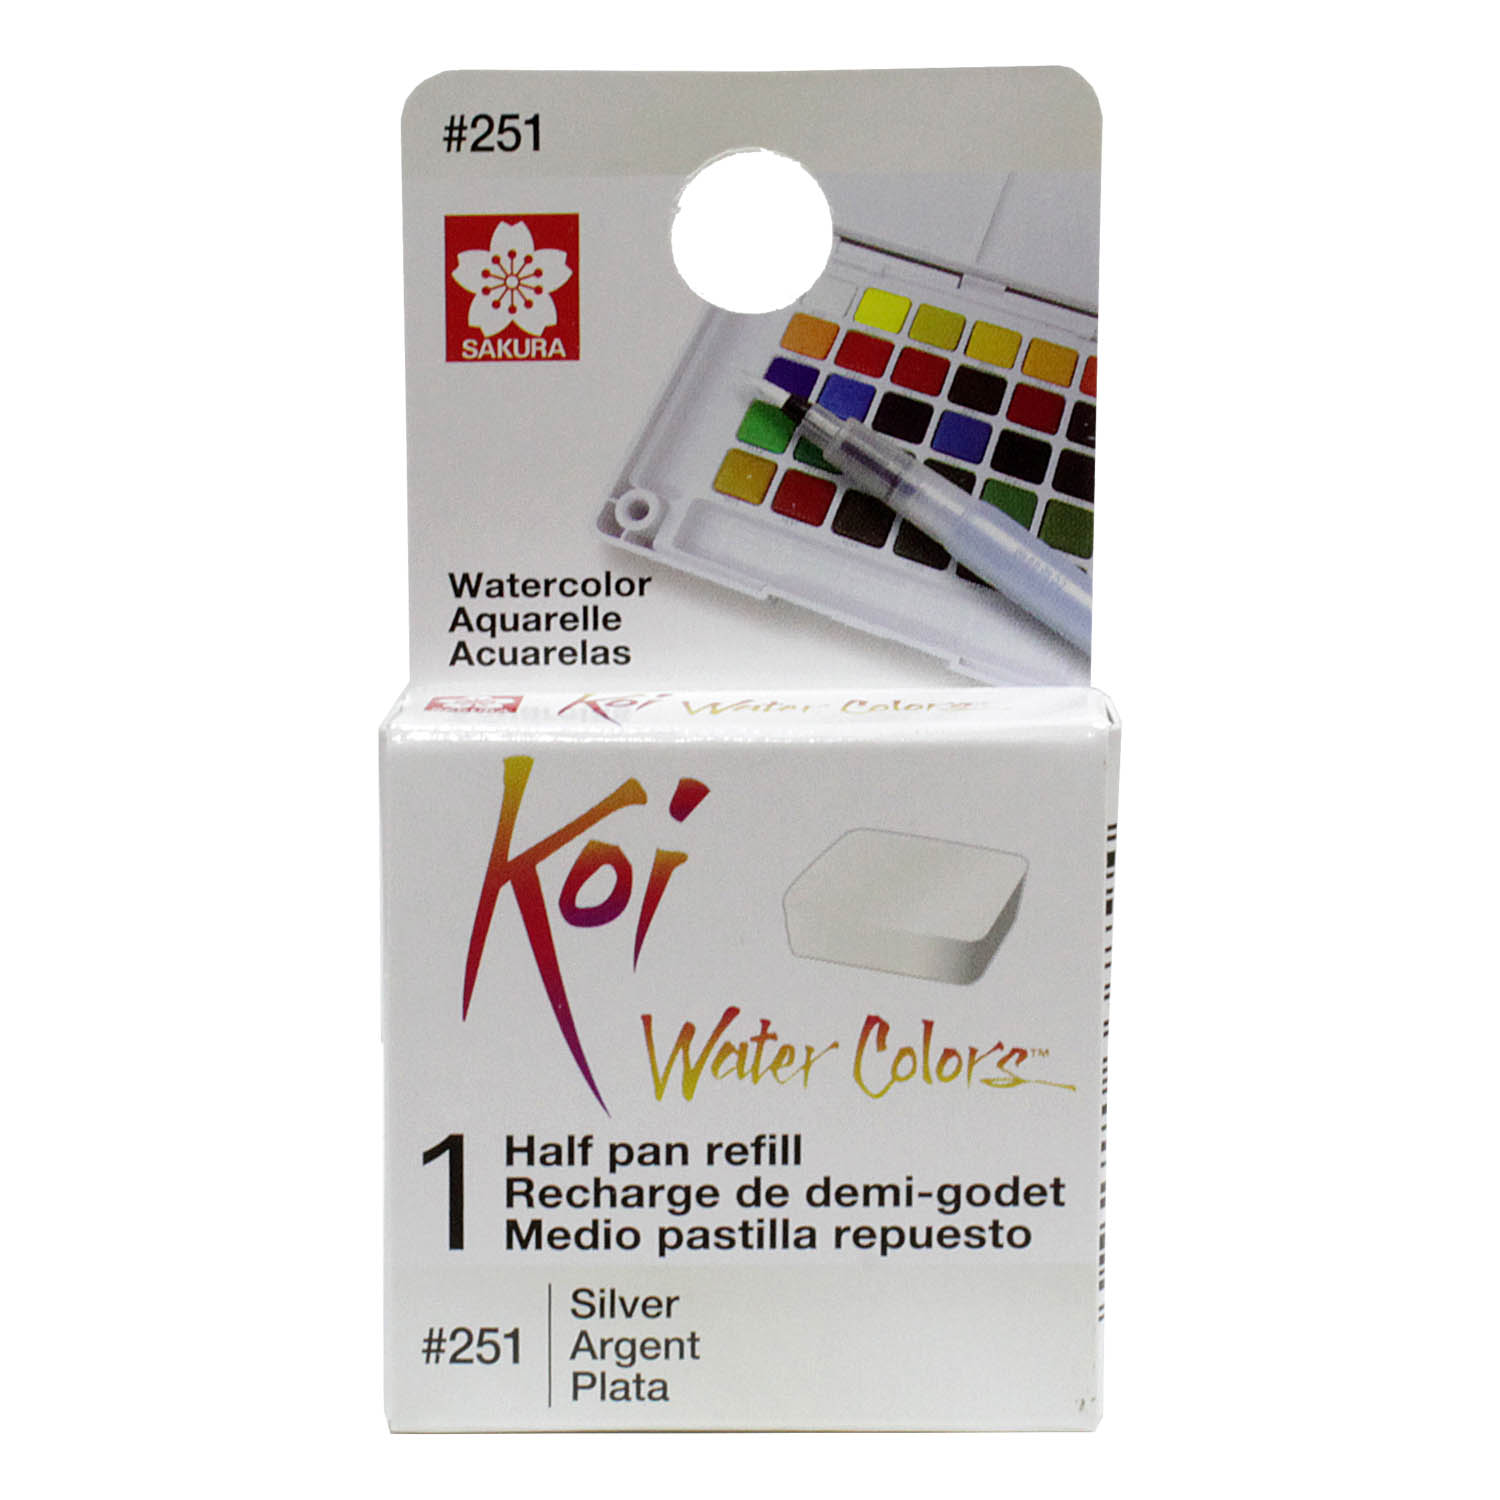 #251
SAKURA
Watercolor
Aquarelle
Acuarelas
Koi Water Colors
Koi
Water Colors™
1
Half pan refill
Recharge de demi-godet
Medio pastilla repuesto
#251
Silver
Argent
Plata